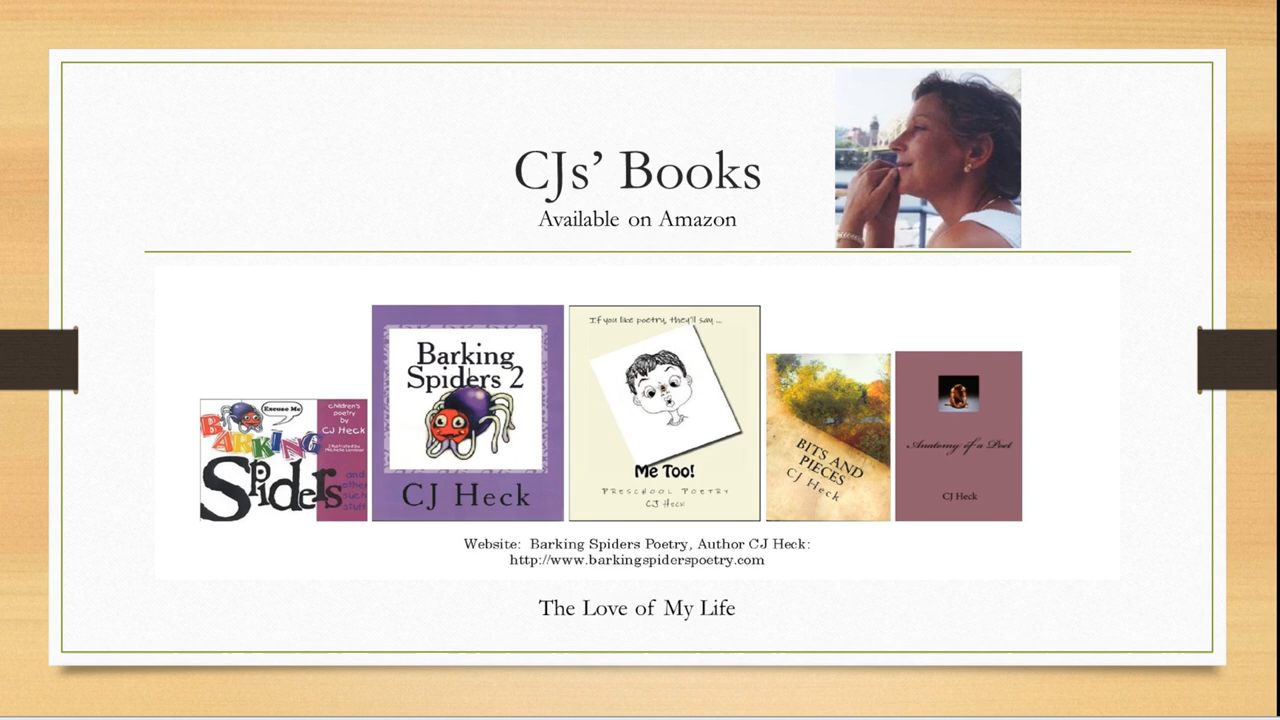 CJs’ Books
Available on Amazon
Excuse Me
BARKING
Spiders
children's
poetry
by
CJ Heck
Illustrated by
and
other
such
stuff
Barking
Spiders 2
CJ Heck
If you like poetry, they'll say ...
Me Too!
PRESCHOOL POETRY
CJ Heck
BITS AND
PIECES
CJ Heck
Anatomy of a Poet
CJ Heck
Website:  Barking Spiders Poetry, Author CJ Heck:
http://www.barkingspiderspoetry.com
The Love of My Life